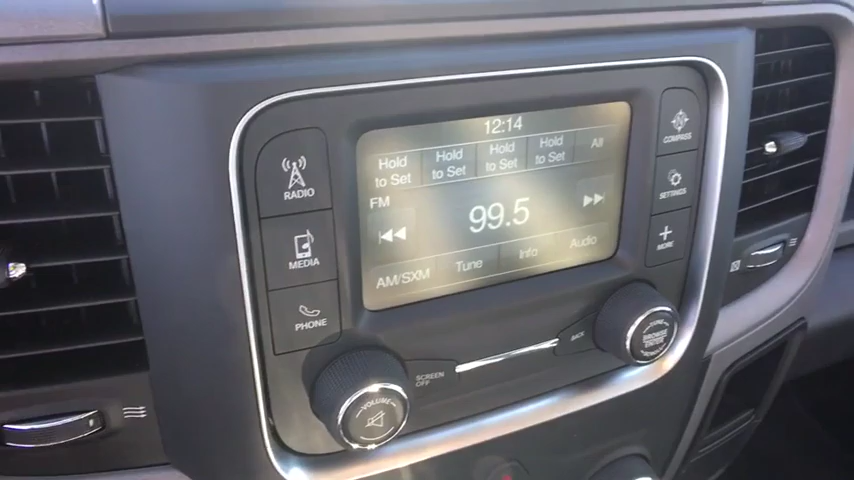 12:14
Hold to Set
Hold to Set
Hold to Set
Hold to Set
All
FM
99.5
AM/SXM
Tune
Info
Audio
RADIO
MEDIA
PHONE
COMPASS
SETTINGS
MORE
VOLUME
SCREEN
OFF
BACK
TUNE
BROWSE
ENTER